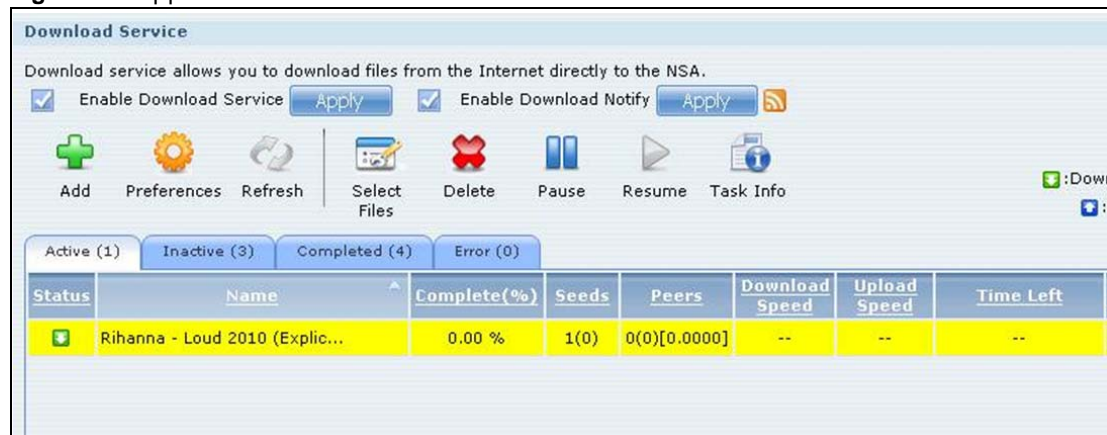 Download Service
Download service allows you to download files from the Internet directly to the NSA.
Enable Download Service Apply Enable Download Notify Apply
Add Preferences Refresh Select Files Delete Pause Resume Task Info
:Dow
:
Active (1) Inactive (3) Completed (4) Error (0)
Status Name Complete(%) Seeds Peers Download Speed Upload Speed Time Left
Rihanna - Loud 2010 (Explic... 0.00 % 1(0) 0(0)[0.0000] -- -- --